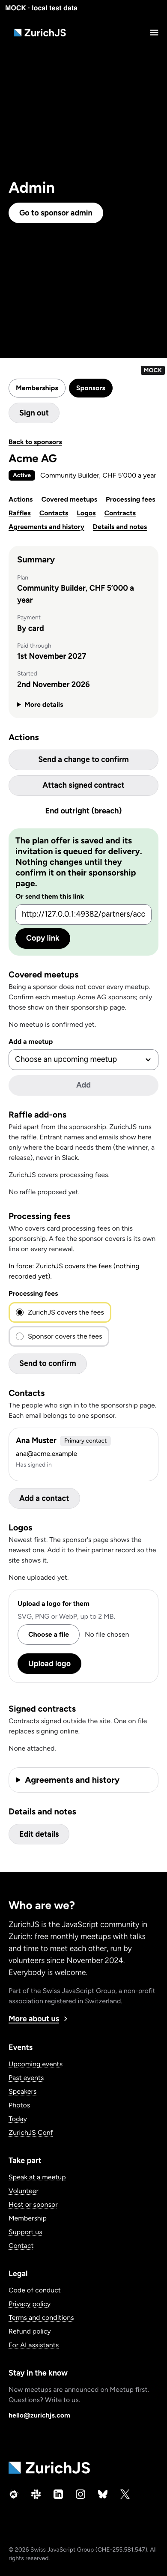 MOCK · local test data
ZurichJS
Admin
Go to sponsor admin
MOCK
Memberships
Sponsors
Sign out
Back to sponsors
Acme AG
Active
Community Builder, CHF 5'000 a year
Actions Covered meetups Processing fees
Raffles Contacts Logos Contracts
Agreements and history Details and notes
Summary
Plan
Community Builder, CHF 5'000 a
year
Payment
By card
Paid through
1st November 2027
Started
2nd November 2026
More details
Actions
Send a change to confirm
Attach signed contract
End outright (breach)
The plan offer is saved and its
invitation is queued for delivery.
Nothing changes until they
confirm it on their sponsorship
page.
Or send them this link
http://127.0.0.1:49382/partners/acc
Copy link
Covered meetups
Being a sponsor does not cover every meetup.
Confirm each meetup Acme AG sponsors; only
those show on their sponsorship page.
No meetup is confirmed yet.
Add a meetup
Choose an upcoming meetup
Add
Raffle add-ons
Paid apart from the sponsorship. ZurichJS runs
the raffle. Entrant names and emails show here
only where the board needs them (the winner, a
release), never in Slack.
ZurichJS covers processing fees.
No raffle proposed yet.
Processing fees
Who covers card processing fees on this
sponsorship. A fee the sponsor covers is its own
line on every renewal.
In force: ZurichJS covers the fees (nothing
recorded yet).
Processing fees
ZurichJS covers the fees
Sponsor covers the fees
Send to confirm
Contacts
The people who sign in to the sponsorship page.
Each email belongs to one sponsor.
Ana Muster Primary contact
ana@acme.example
Has signed in
Add a contact
Logos
Newest first. The sponsor's page shows the
newest one. Add it to their partner record so the
site shows it.
None uploaded yet.
Upload a logo for them
SVG, PNG or WebP, up to 2 MB.
Choose a file
No file chosen
Upload logo
Signed contracts
Contracts signed outside the site. One on file
replaces signing online.
None attached.
Agreements and history
Details and notes
Edit details
Who are we?
ZurichJS is the JavaScript community in
Zurich: free monthly meetups with talks
and time to meet each other, run by
volunteers since November 2024.
Everybody is welcome.
Part of the Swiss JavaScript Group, a non-profit
association registered in Switzerland.
More about us
Events
Upcoming events
Past events
Speakers
Photos
Today
ZurichJS Conf
Take part
Speak at a meetup
Volunteer
Host or sponsor
Membership
Support us
Contact
Legal
Code of conduct
Privacy policy
Terms and conditions
Refund policy
For AI assistants
Stay in the know
New meetups are announced on Meetup first.
Questions? Write to us.
hello@zurichjs.com
ZurichJS
© 2026 Swiss JavaScript Group (CHE-255.581.547). All
rights reserved.